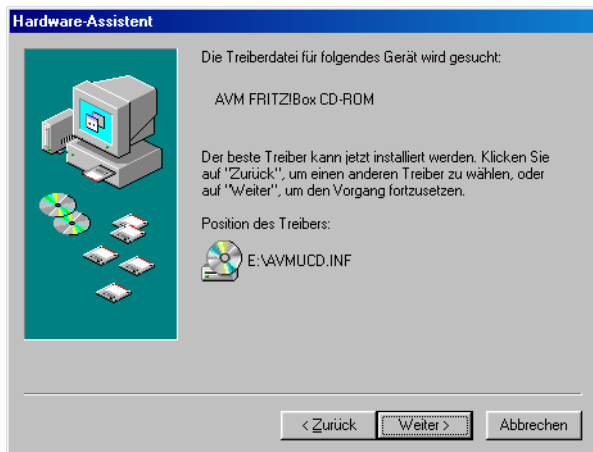 Hardware-Assistent
Die Treiberdatei für folgendes Gerät wird gesucht:
AVM FRITZ!Box CD-ROM
Der beste Treiber kann jetzt installiert werden. Klicken Sie
auf "Zurück", um einen anderen Treiber zu wählen, oder
auf "Weiter", um den Vorgang fortzusetzen.
Position des Treibers:
E:\AVMUCD.INF
< Zurück
Weiter >
Abbrechen